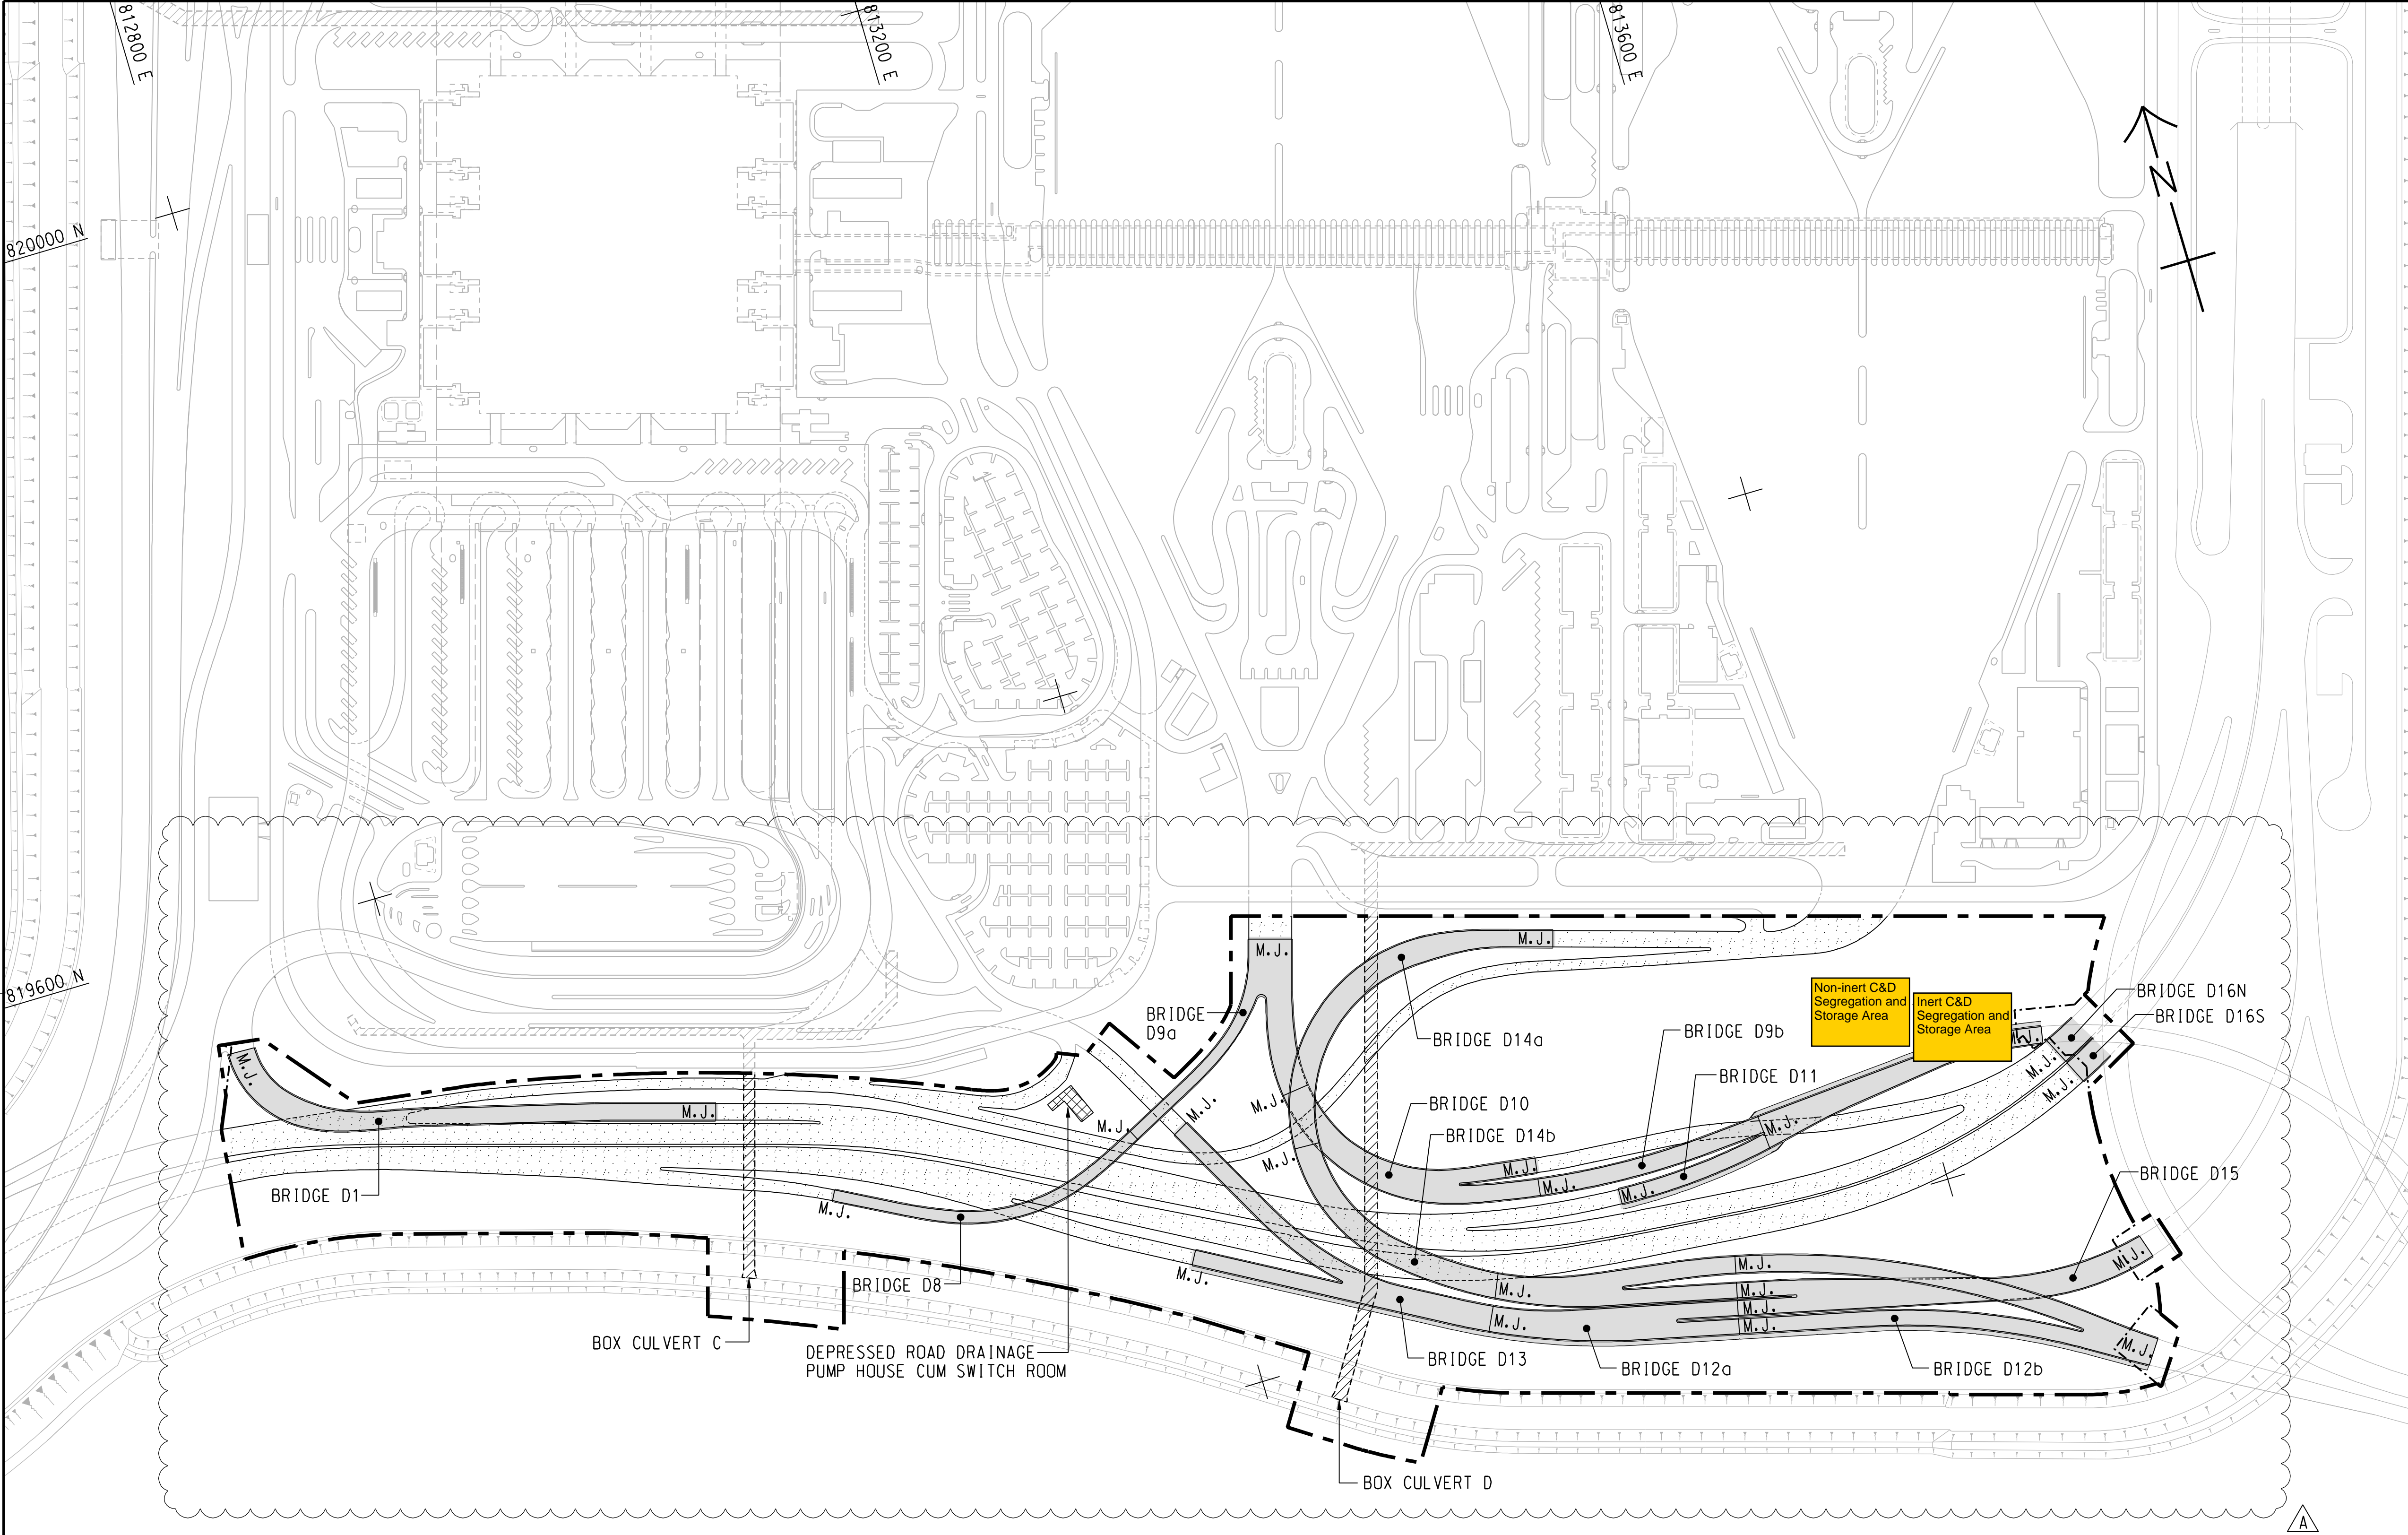 812800 E
813200 E
813600 E
N
820000 N
819600 N
Non-inert C&D
Segregation and
Storage Area
Inert C&D
Segregation and
Storage Area
BRIDGE D16N
BRIDGE D16S
M.J.
M.J.
BRIDGE
D9a
BRIDGE D14a
BRIDGE D9b
M.J.
M.J.
M.J.
M.J.
BRIDGE D11
M.J.
M.J.
M.J.
BRIDGE D10
M.J.
M.J.
M.J.
BRIDGE D14b
M.J.
M.J.
M.J.
M.J.
BRIDGE D15
BRIDGE D1
M.J.
M.J.
M.J.
M.J.
BRIDGE D8
M.J.
M.J.
M.J.
M.J.
M.J.
BOX CULVERT C
DEPRESSED ROAD DRAINAGE
PUMP HOUSE CUM SWITCH ROOM
BRIDGE D13
BRIDGE D12a
BRIDGE D12b
M.J.
BOX CULVERT D
A